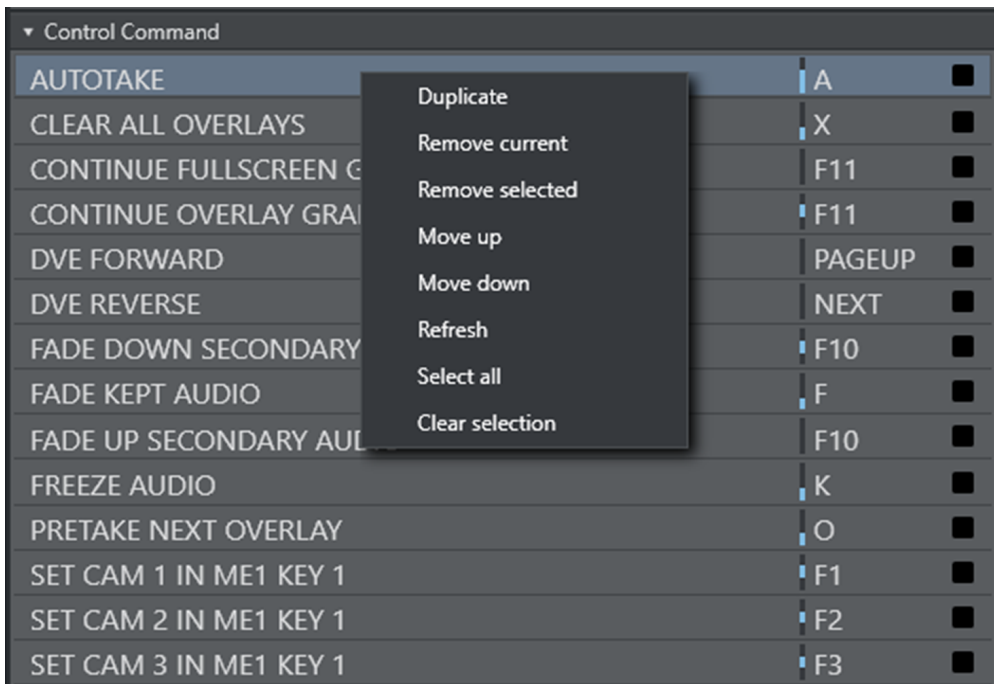 Control Command
AUTOTAKE A
CLEAR ALL OVERLAYS X
CONTINUE FULLSCREEN F11
CONTINUE OVERLAY F11
DVE FORWARD PAGEUP
DVE REVERSE NEXT
FADE DOWN SECONDARY F10
FADE KEPT AUDIO F
FADE UP SECONDARY F10
FREEZE AUDIO K
PRETAKE NEXT OVERLAY O
SET CAM 1 IN ME1 KEY 1 F1
SET CAM 2 IN ME1 KEY 1 F2
SET CAM 3 IN ME1 KEY 1 F3
Duplicate
Remove current
Remove selected
Move up
Move down
Refresh
Select all
Clear selection